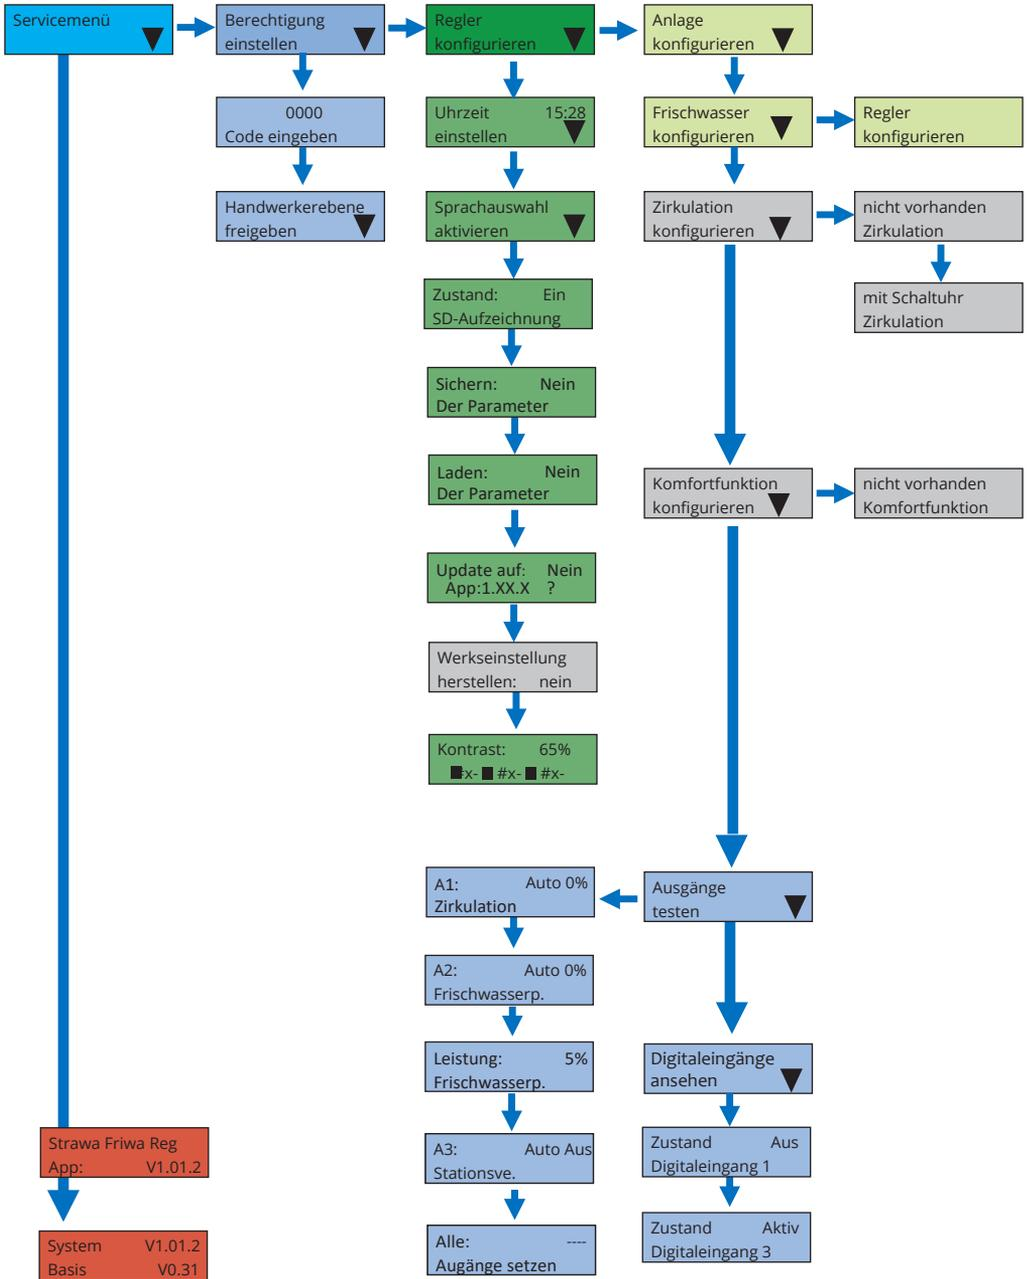 Servicemenü
Berechtigung
einstellen
Regler
konfigurieren
Anlage
konfigurieren
0000
Code eingeben
Uhrzeit 15:28
einstellen
Frischwasser
konfigurieren
Regler
konfigurieren
Handwerkerebene
freigeben
Sprachauswahl
aktivieren
Zirkulation
konfigurieren
nicht vorhanden
Zirkulation
Zustand: Ein
SD-Aufzeichnung
mit Schaltuhr
Zirkulation
Sichern: Nein
Der Parameter
Laden: Nein
Der Parameter
Komfortfunktion
konfigurieren
nicht vorhanden
Komfortfunktion
Update auf: Nein
App:1.XX.X ?
Werkseinstellung
herstellen: nein
Kontrast: 65%
■#x- ■ #x- ■ #x-
A1: Auto 0%
Zirkulation
Ausgänge
testen
A2: Auto 0%
Frischwasserp.
Leistung: 5%
Frischwasserp.
Digitaleingänge
ansehen
Strawa Friwa Reg
App: V1.01.2
A3: Auto Aus
Stationsve.
Zustand Aus
Digitaleingang 1
System V1.01.2
Basis V0.31
Alle: ----
Augänge setzen
Zustand Aktiv
Digitaleingang 3